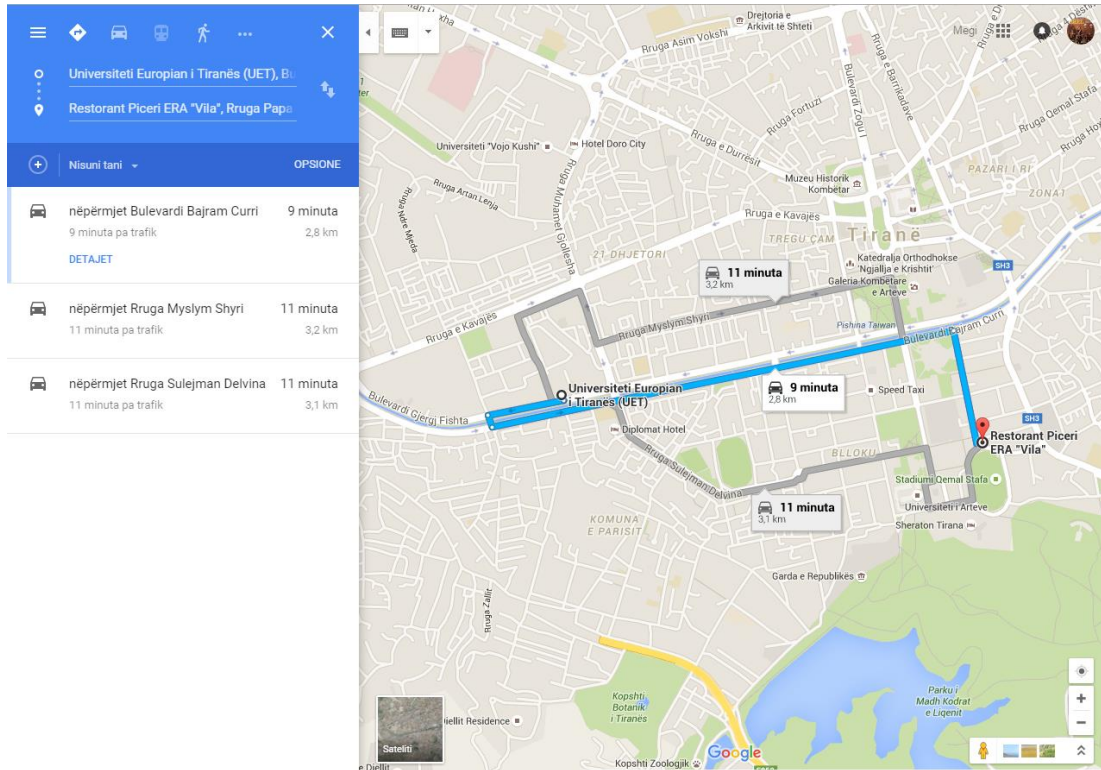 Universiteti Europian i Tiranës (UET), Bu
Restorant Piceri ERA "Vila", Rruga Papa
Nisuni tani
OPSIONE
nëpërmjet Bulevardi Bajram Curri 9 minuta
9 minuta pa trafik 2,8 km
DETAJET
nëpërmjet Rruga Myslym Shyri 11 minuta
11 minuta pa trafik 3,2 km
nëpërmjet Rruga Sulejman Delvina 11 minuta
11 minuta pa trafik 3,1 km
Drejtoria e
Arkivit të Shteti
Megi
Rruga Asim Vokshi
Bulevardi Zogu I
Rruga e Barrikadave
Rruga Fortuzi
Rruga Qemal Stafa
Rruga e Durrësit
Universiteti "Vojo Kushi"
Hotel Doro City
Rruga Muhamet Gjollesha
Rruga Artan Lenja
Rruga Ndre Mjeda
Muzeu Historik
Kombëtar
PAZARI I RI
ZONA 1
Rruga e Kavajës
TREGU ÇAM
Tiranë
21 DHJETORI
Katedralja Orthodhokse
'Ngjallja e Krishtit'
SH3
Galeria Kombëtare
e Arteve
11 minuta
3,2 km
Rruga Myslym Shyri
Pishina Taiwan
Bulevardi Bajram Curri
Rruga e Kavajës
Universiteti Europian
i Tiranës (UET)
9 minuta
2,8 km
Speed Taxi
Bulevardi Gjergj Fishta
Diplomat Hotel
SH3
Restorant Piceri
ERA "Vila"
BLLOKU
Rruga Sulejman Delvina
Stadiumi Qemal Stafa
11 minuta
3,1 km
Universiteti i Arteve
Sheraton Tirana
KOMUNA
E PARISIT
Garda e Republikës
Rruga Zallit
Parku i
Madh Kodrat
e Liqenit
Kopshti
Botanik
i Tiranës
Diellit Residence
Sateliti
Google
Kopshti Zoologjik
e Diellit